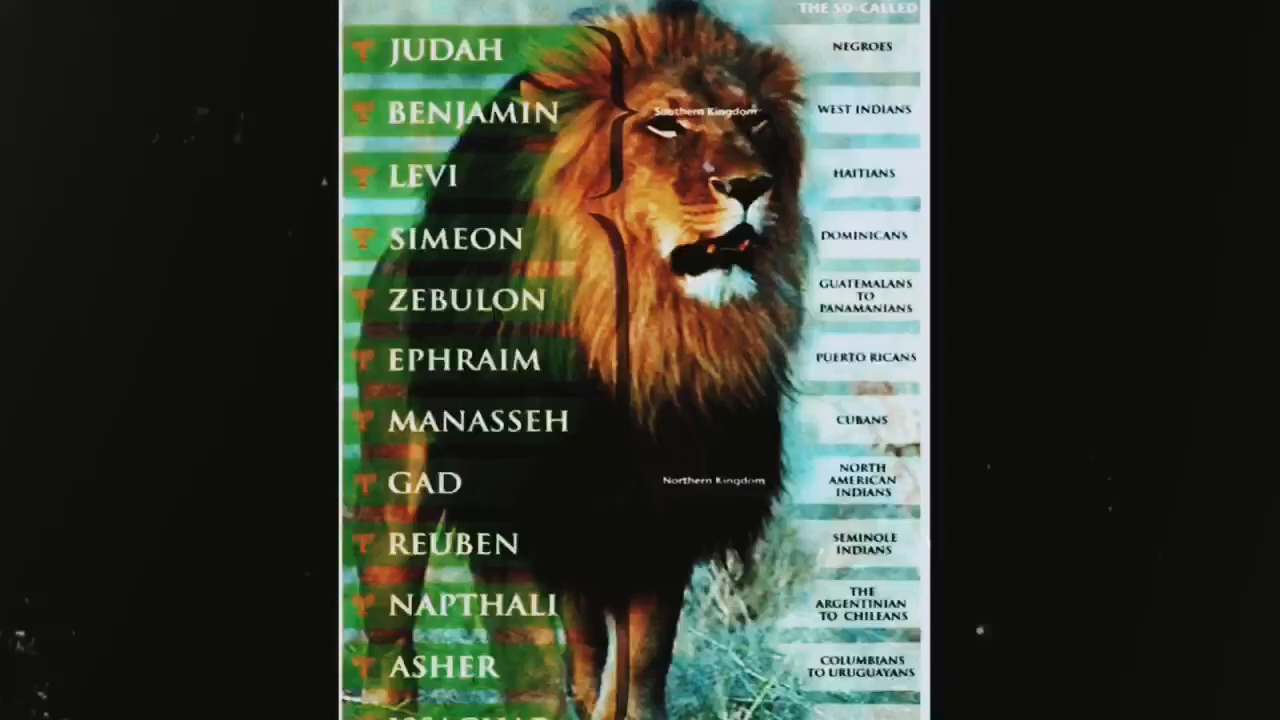 THE SO-CALLED
JUDAH
NEGROES
BENJAMIN
Southern Kingdom
WEST INDIANS
LEVI
HAITIANS
SIMEON
DOMINICANS
ZEBULON
GUATEMALANS
TO
PANAMANIANS
EPHRAIM
PUERTO RICANS
MANASSEH
CUBANS
GAD
Northern Kingdom
NORTH
AMERICAN
INDIANS
REUBEN
SEMINOLE
INDIANS
NAPTHALI
THE
ARGENTINIAN
TO CHILEANS
ASHER
COLUMBIANS
TO URUGUAYANS